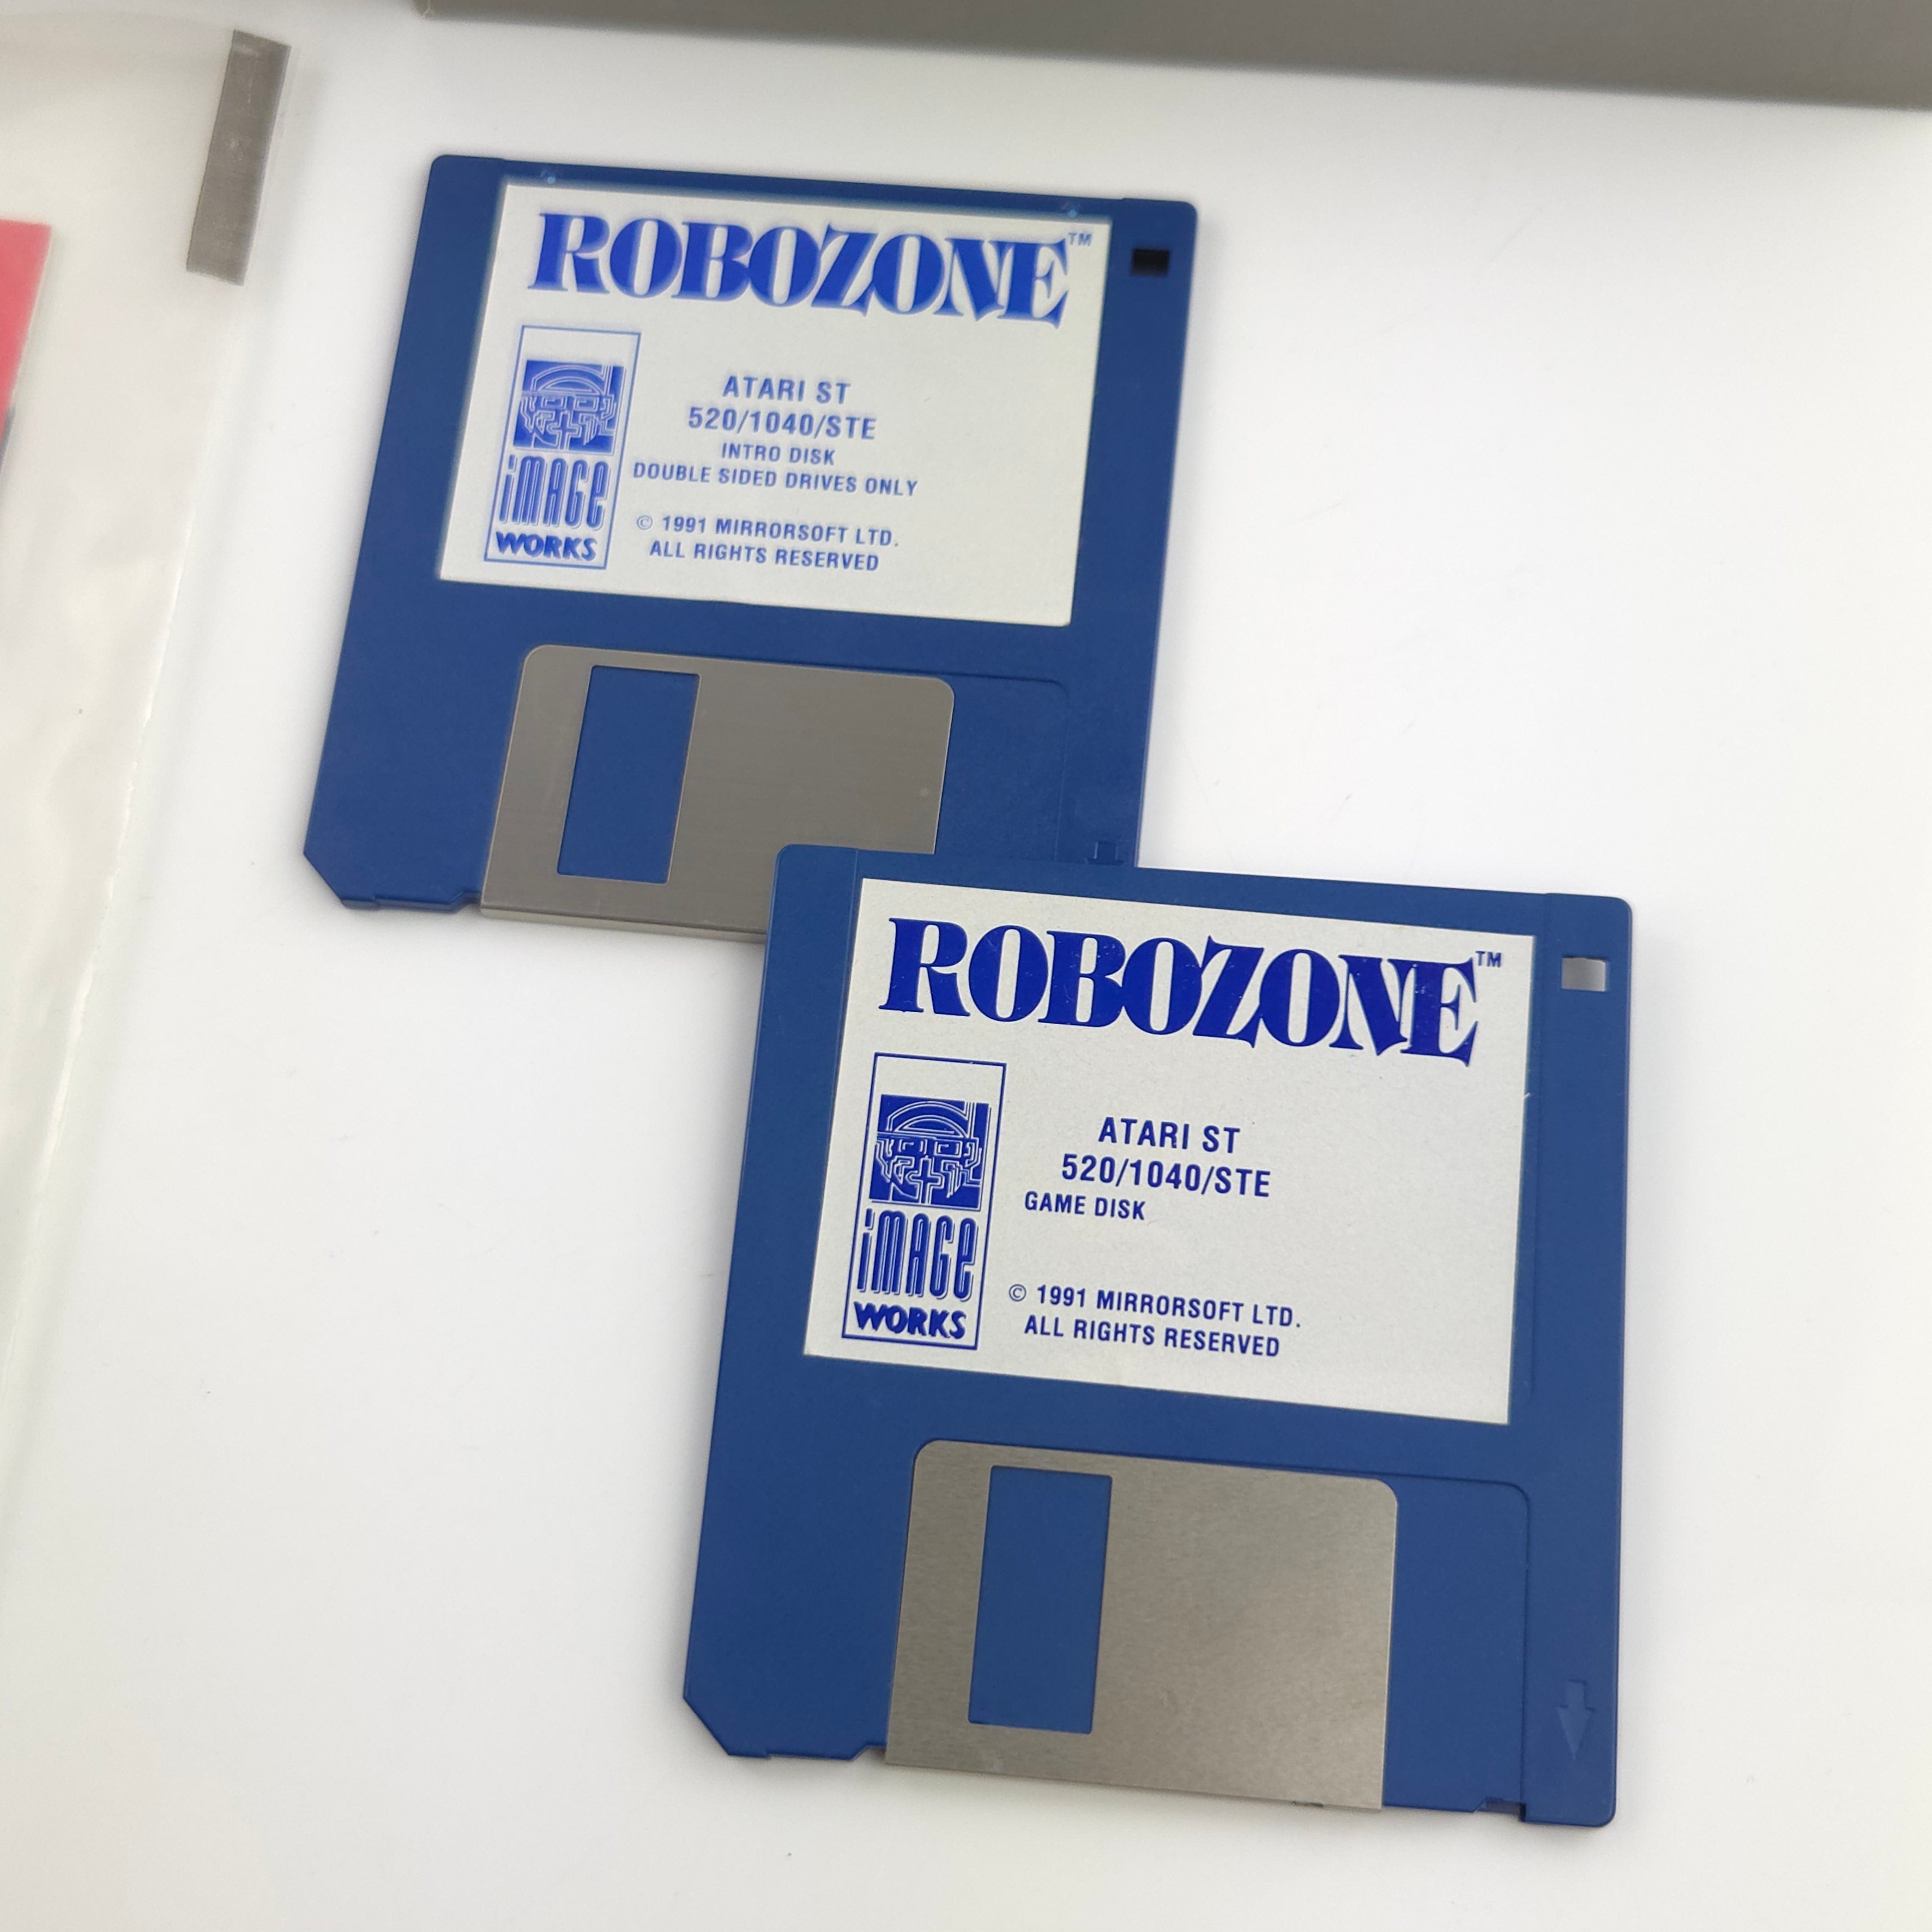 ROBOZONE™
ATARI ST
520/1040/STE
INTRO DISK
DOUBLE SIDED DRIVES ONLY
© 1991 MIRRORSOFT LTD.
ALL RIGHTS RESERVED
iMAGE
WORKS
ROBOZONE™
ATARI ST
520/1040/STE
GAME DISK
© 1991 MIRRORSOFT LTD.
ALL RIGHTS RESERVED
iMAGE
WORKS